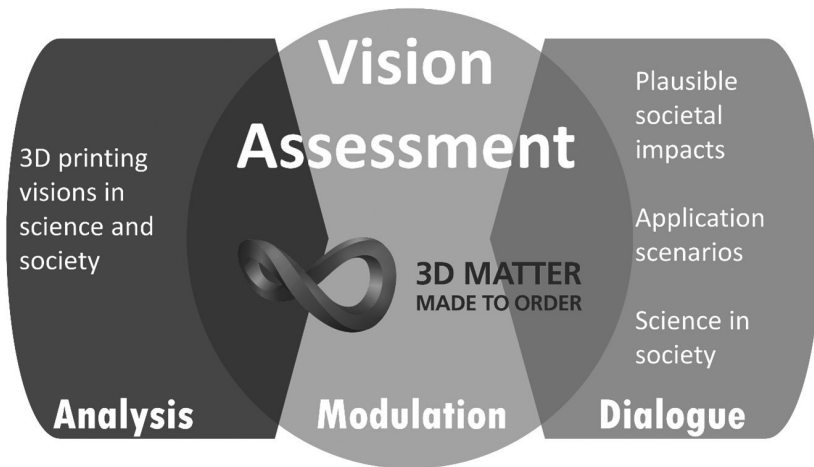 Vision
Assessment
3D printing
visions in
science and
society
3D MATTER
MADE TO ORDER
Plausible
societal
impacts
Application
scenarios
Science in
society
Analysis
Modulation
Dialogue